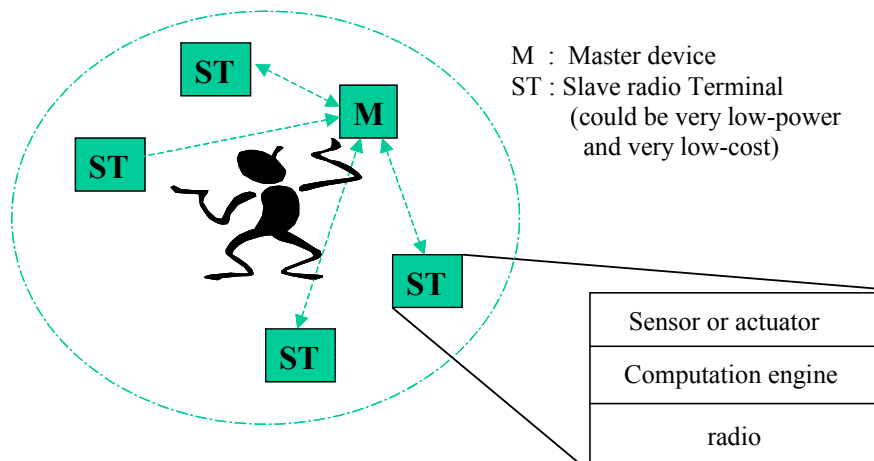 ST
M
ST
ST
ST
M : Master device
ST : Slave radio Terminal
(could be very low-power
and very low-cost)
Sensor or actuator
Computation engine
radio